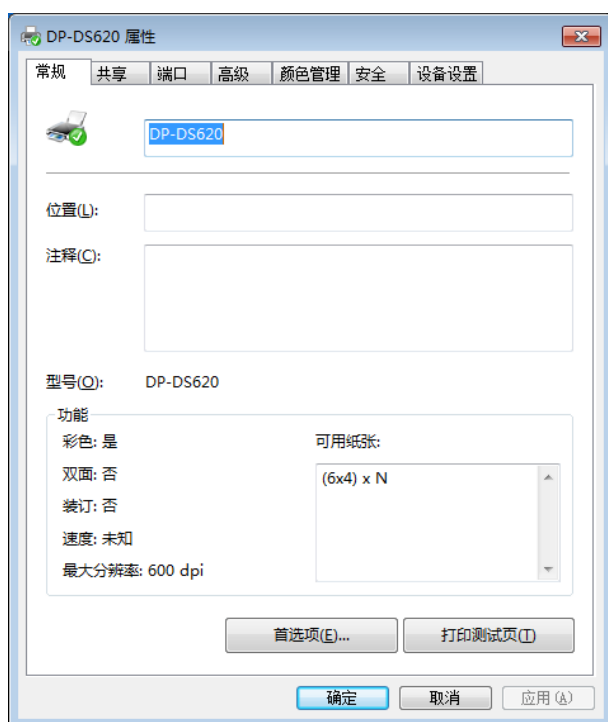 DP-DS620 属性
常规 共享 端口 高级 颜色管理 安全 设备设置
DP-DS620
位置(L):
注释(C):
型号(O): DP-DS620
功能
彩色: 是 可用纸张:
双面: 否 (6x4) x N
装订: 否
速度: 未知
最大分辨率: 600 dpi
首选项(E)... 打印测试页(T)
确定 取消 应用(A)